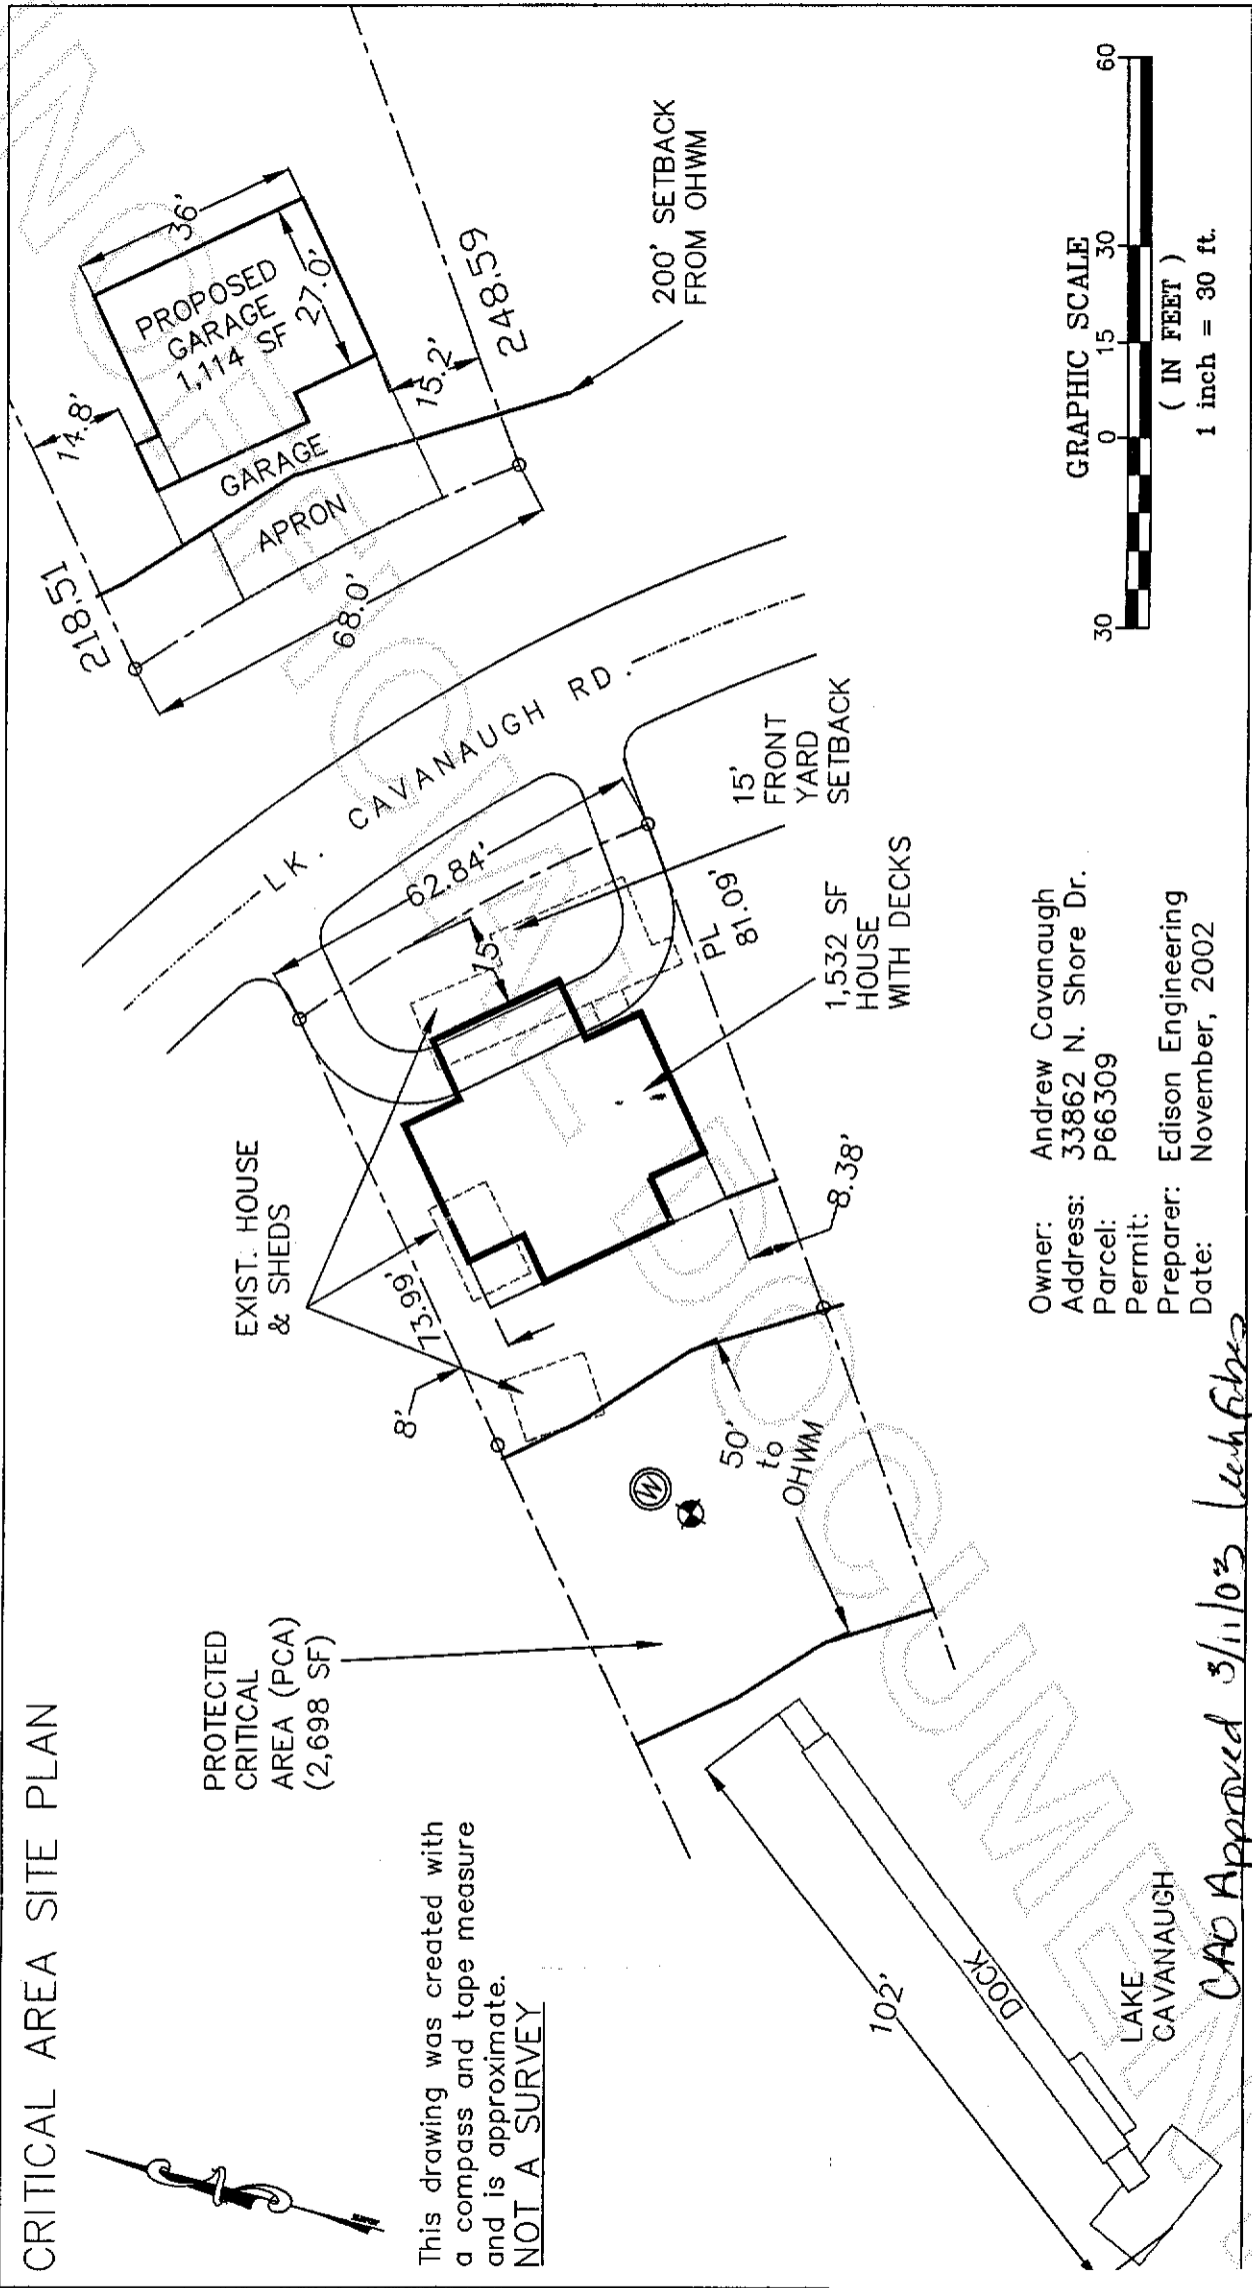 CRITICAL AREA SITE PLAN
This drawing was created with
a compass and tape measure
and is approximate.
NOT A SURVEY
PROTECTED
CRITICAL
AREA (PCA)
(2,698 SF)
EXIST. HOUSE
& SHEDS
8'
73.99'
50'
to
OHWM
W
102'
DOCK
LAKE
CAVANAUGH
8.38'
1,532 SF
HOUSE
WITH DECKS
PL
81.09'
15'
62.84'
15'
FRONT
YARD
SETBACK
LK. CAVANAUGH RD.
218.51
68.0'
14.8'
APRON
GARAGE
PROPOSED
GARAGE
1,114 SF
36'
27.0'
15.2'
248.59
200' SETBACK
FROM OHWM
GRAPHIC SCALE
30 0 15 30 60
( IN FEET )
1 inch = 30 ft.
Owner: Andrew Cavanaugh
Address: 33862 N. Shore Dr.
Parcel: P66309
Permit:
Preparer: Edison Engineering
Date: November, 2002
CAO Approved 3/11/03
UNOFFICIAL DOCUMENT